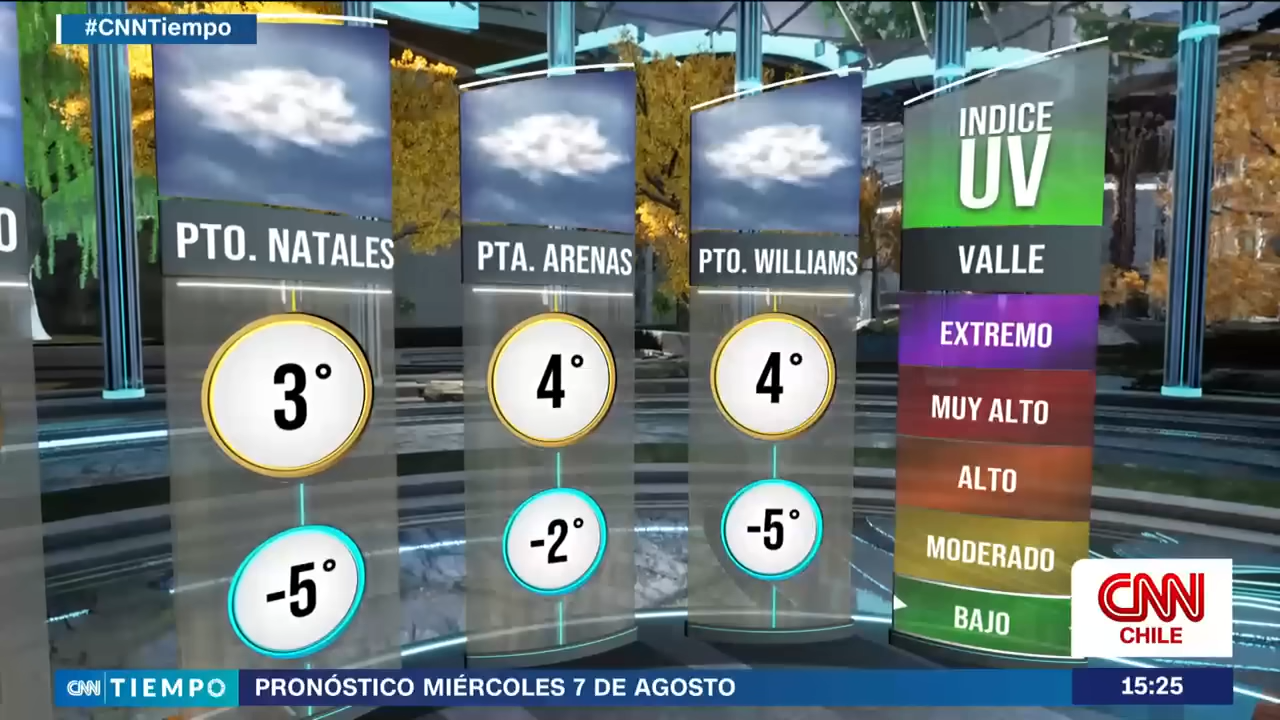 #CNNTiempo
O
PTO. NATALES
3°
-5°
PTA. ARENAS
4°
-2°
PTO. WILLIAMS
4°
-5°
INDICE
UV
VALLE
EXTREMO
MUY ALTO
ALTO
MODERADO
BAJO
CNN
CHILE
CNN TIEMPO
PRONÓSTICO MIÉRCOLES 7 DE AGOSTO
15:25